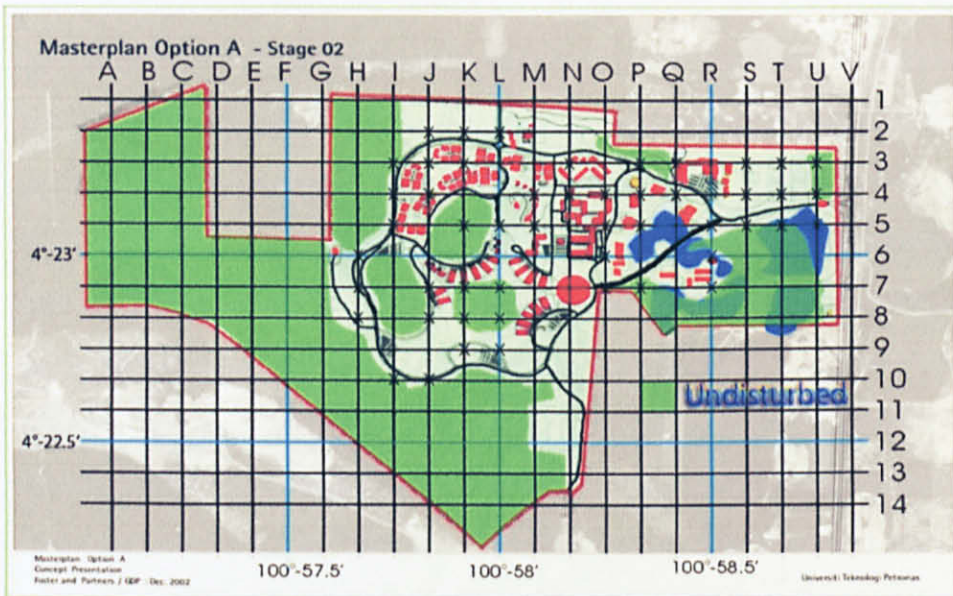 Masterplan Option A - Stage 02
A B C D E F G H I J K L M N O P Q R S T U V
1
2
3
4
5
4°-23'
6
7
8
9
10
Undisturbed
11
4°-22.5'
12
13
14
Masterplan Option A
Concept Presentation
Foster and Partners / GDP : Dec. 2002
100°-57.5'
100°-58'
100°-58.5'
Universiti Teknologi Petronas